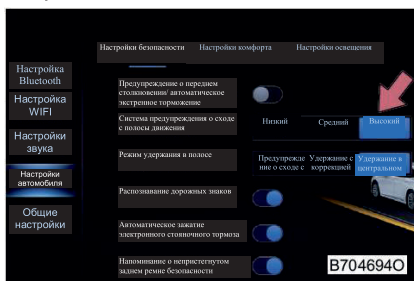 Настройки безопасности Настройки комфорта Настройки освещения
Настройка
Bluetooth
Настройка
WIFI
Настройки
звука
Настройки
автомобиля
Общие
настройки
Предупреждение о переднем
столкновении/ автоматическое
экстренное торможение
Система предупреждения о сходе
с полосы движения
Низкий Средний Высокий
Режим удержания в полосе
Предупрежде Удержание с Удержание в
ние о сходе с коррекцией центральном
Распознавание дорожных знаков
Автоматическое зажатие
электронного стояночного тормоза
Напоминание о непристегнутом
заднем ремне безопасности
B704694O